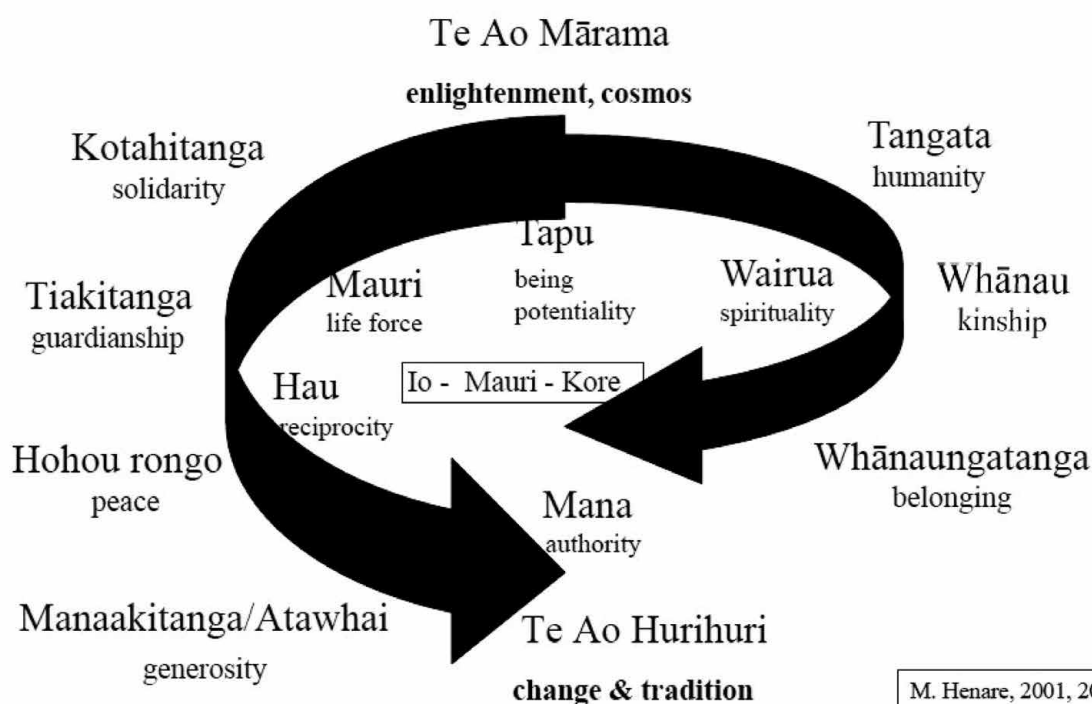 Te Ao Mārama
enlightenment, cosmos
Kotahitanga
solidarity
Tangata
humanity
Tapu
being
potentiality
Mauri
life force
Wairua
spirituality
Tiakitanga
guardianship
Whānau
kinship
Io - Mauri - Kore
Hau
reciprocity
Hohou rongo
peace
Whānaungatanga
belonging
Mana
authority
Manaakitanga/Atawhai
generosity
Te Ao Hurihuri
change & tradition
M. Henare, 2001,